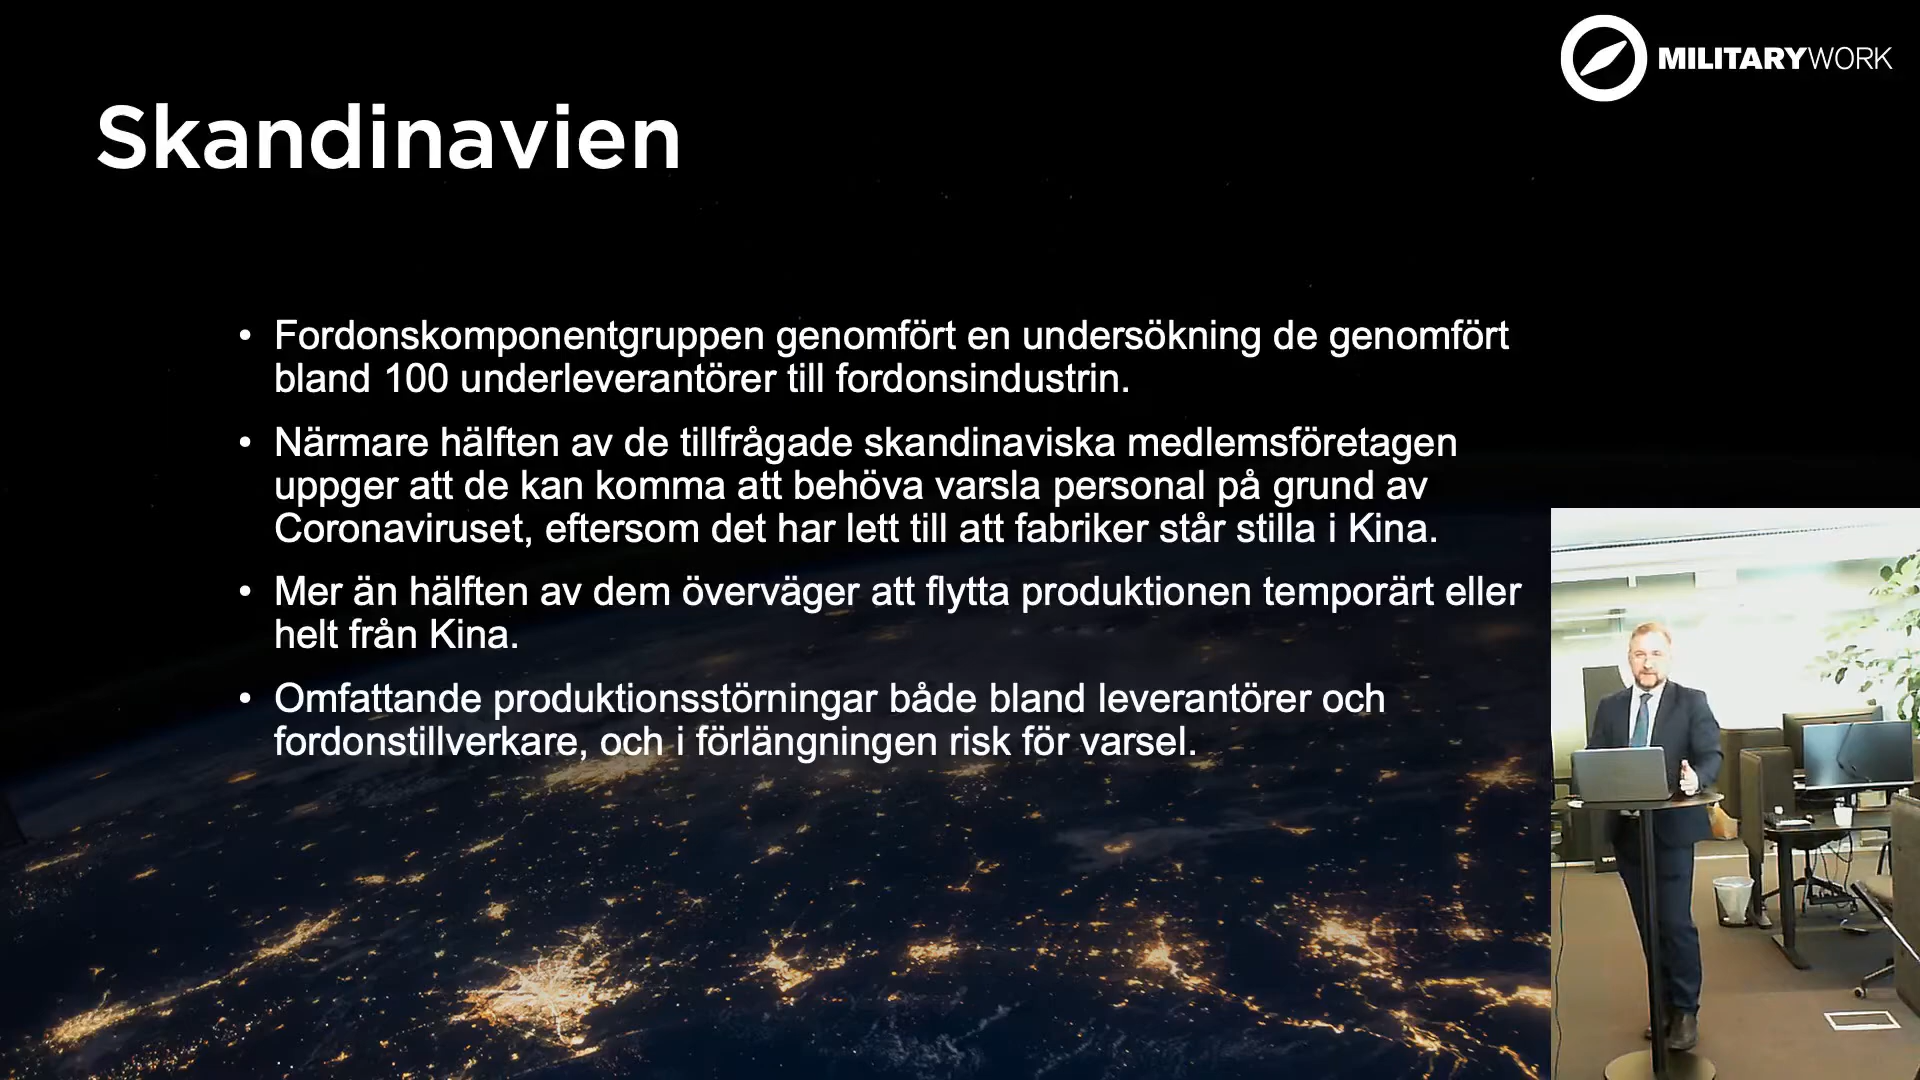 MILITARYWORK
Skandinavien
• Fordonskomponentgruppen genomfört en undersökning de genomfört
bland 100 underleverantörer till fordonsindustrin.
• Närmare hälften av de tillfrågade skandinaviska medlemsföretagen
uppger att de kan komma att behöva varsla personal på grund av
Coronaviruset, eftersom det har lett till att fabriker står stilla i Kina.
• Mer än hälften av dem överväger att flytta produktionen temporärt eller
helt från Kina.
• Omfattande produktionsstörningar både bland leverantörer och
fordonstillverkare, och i förlängningen risk för varsel.